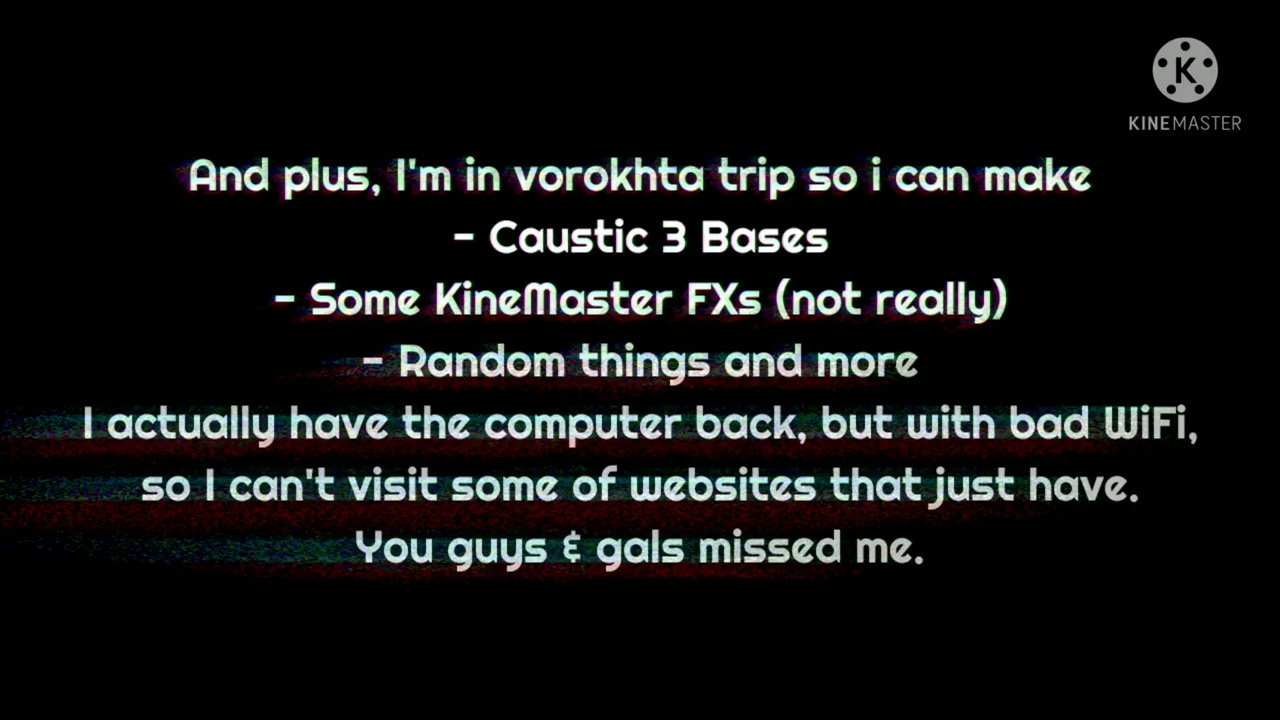 K
KINEMASTER
And plus, I'm in vorokhta trip so i can make
- Caustic 3 Bases
- Some KineMaster FXs (not really)
- Random things and more
I actually have the computer back, but with bad WiFi,
so I can't visit some of websites that just have.
You guys & gals missed me.